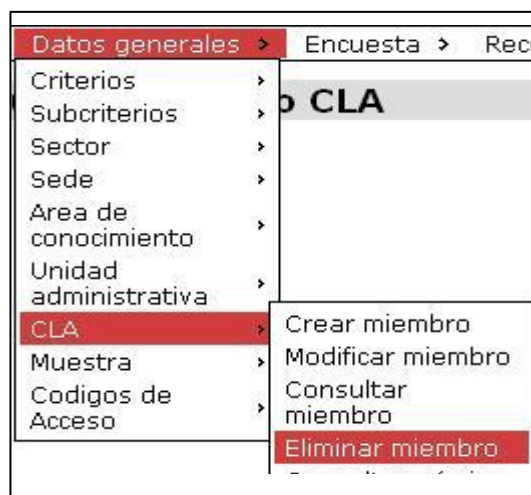 Datos generales > Encuesta > Rec
Criterios >
Subcriterios >
o CLA
Sector >
Sede >
Area de >
conocimiento
Unidad >
administrativa
CLA >
Muestra >
Codigos de >
Acceso
Crear miembro
Modificar miembro
Consultar
miembro
Eliminar miembro